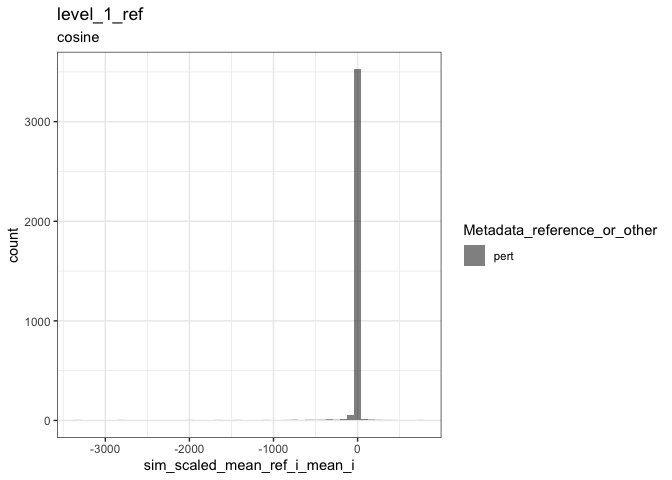 level_1_ref
cosine
3000
2000
1000
0
count
-3000
-2000
-1000
0
sim_scaled_mean_ref_i_mean_i
Metadata_reference_or_other
pert